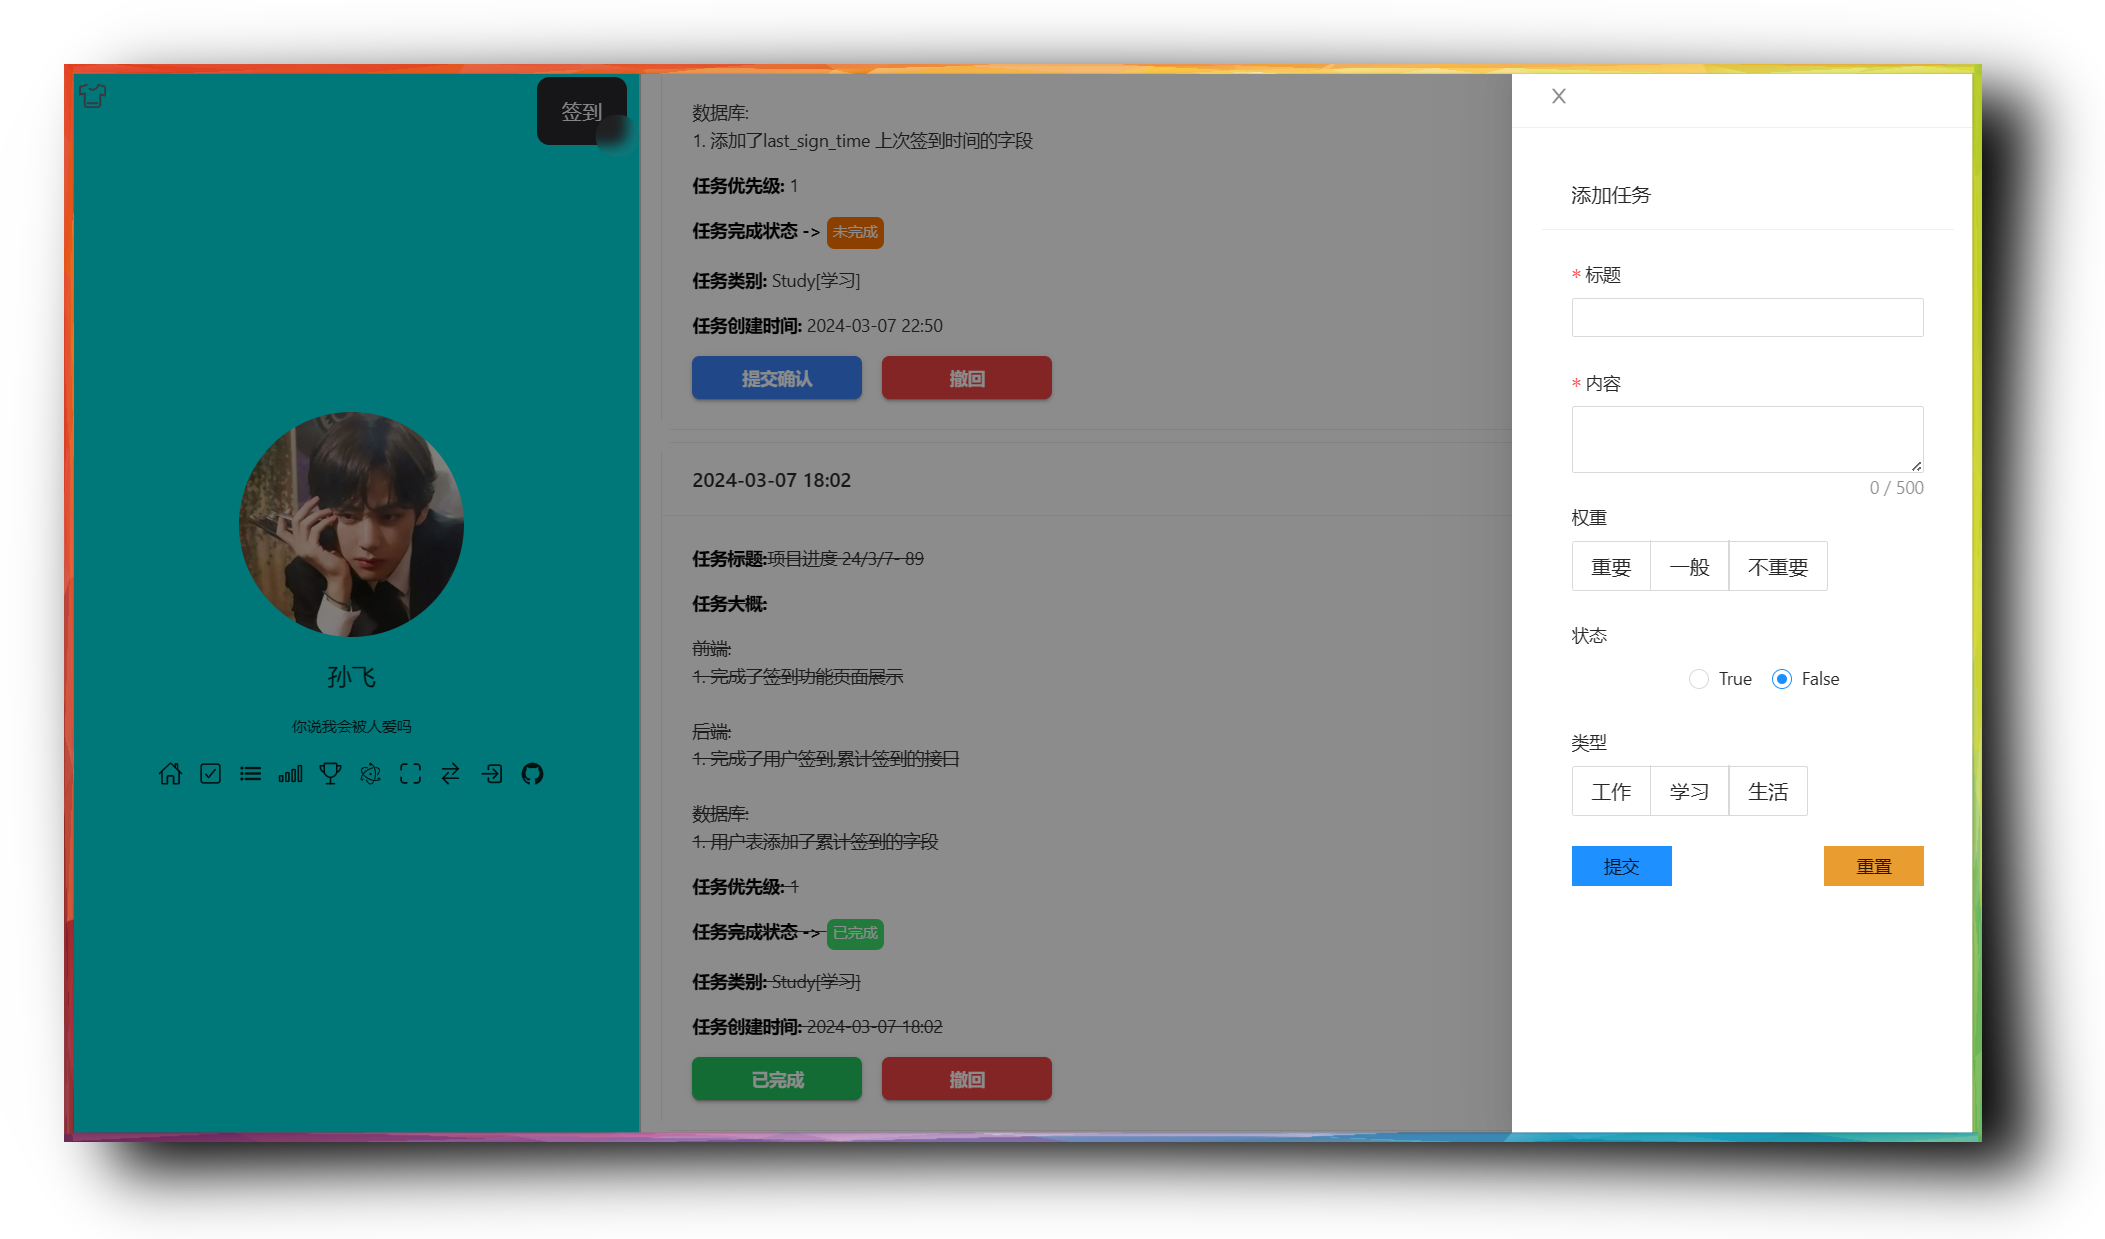 签到
孙飞
你说我会被人爱吗
数据库:
1. 添加了last_sign_time 上次签到时间的字段
任务优先级: 1
任务完成状态 -> 未完成
任务类别: Study[学习]
任务创建时间: 2024-03-07 22:50
提交确认 撤回
2024-03-07 18:02
任务标题:项目进度 24/3/7- 89
任务大概:
前端:
1. 完成了签到功能页面展示
后端:
1. 完成了用户签到,累计签到的接口
数据库:
1. 用户表添加了累计签到的字段
任务优先级: 1
任务完成状态 -> 已完成
任务类别: Study[学习]
任务创建时间: 2024-03-07 18:02
已完成 撤回
添加任务
* 标题
* 内容
0 / 500
权重
重要 一般 不重要
状态
True False
类型
工作 学习 生活
提交 重置